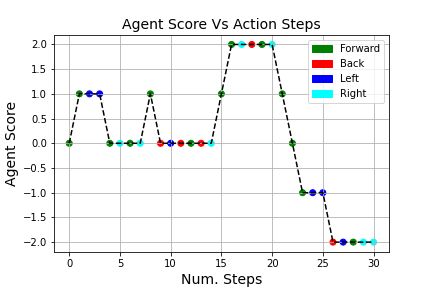 Agent Score Vs Action Steps
Agent Score
2.0
1.5
1.0
0.5
0.0
−0.5
−1.0
−1.5
−2.0
Forward
Back
Left
Right
0 5 10 15 20 25 30
Num. Steps